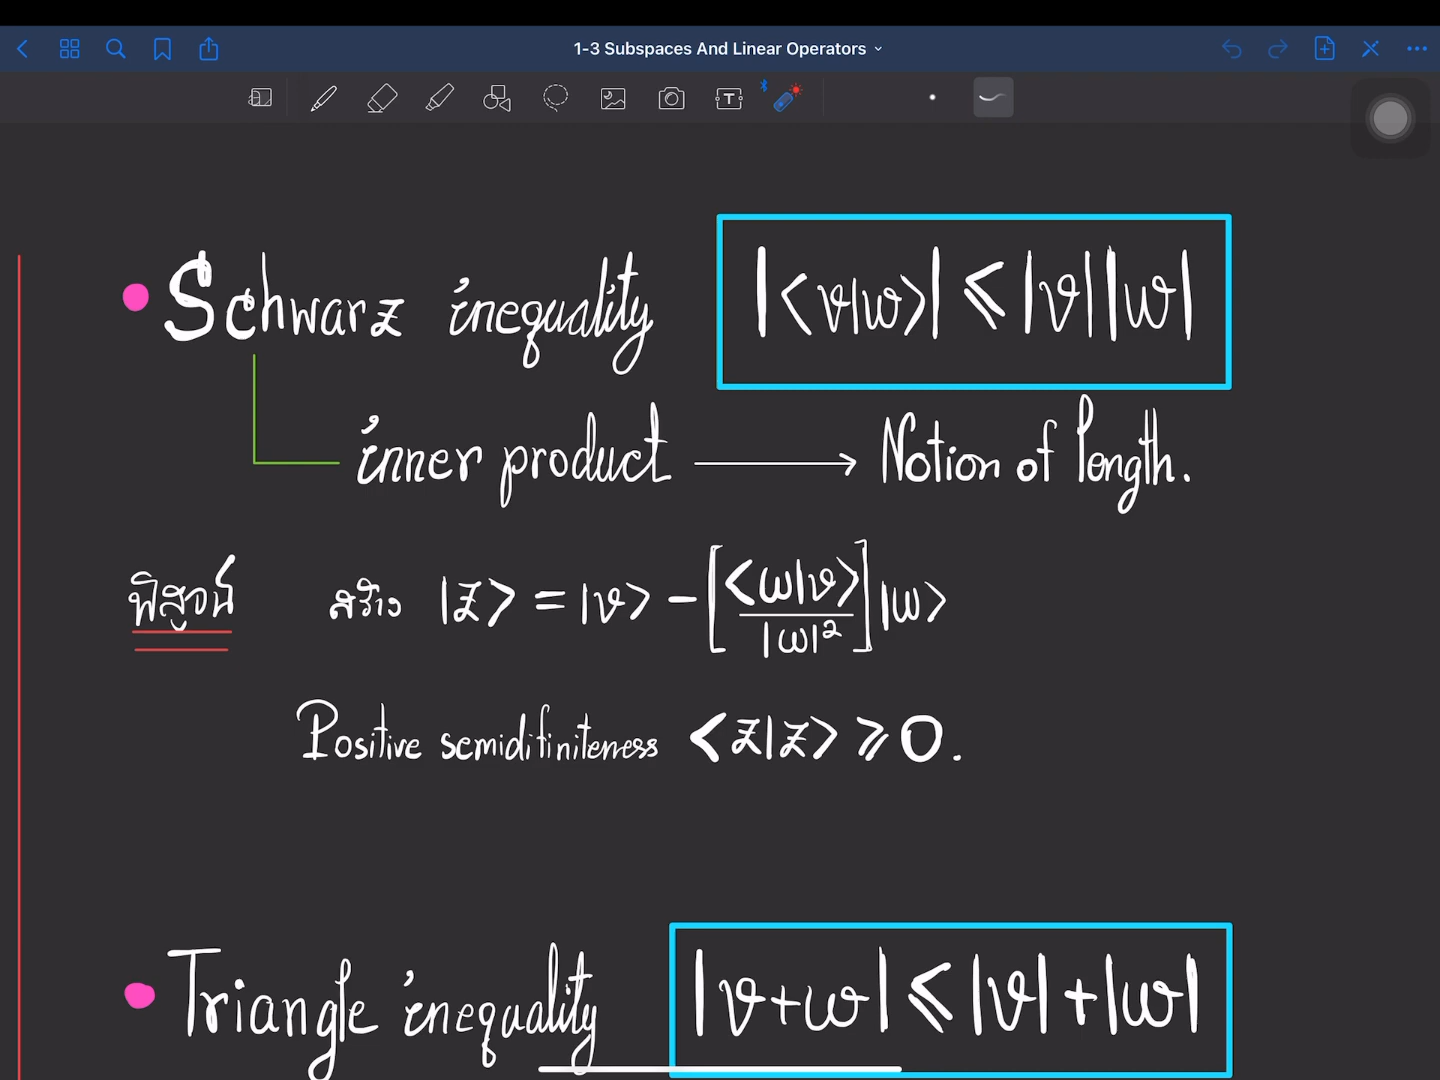 1-3 Subspaces And Linear Operators
T
Schwarz inequality |<v|w>| ⩽ |v||w|
inner product → Notion of length.
พิสูจน์ สร้าง |z> = |v> - [<w|v>/|w|²]|w>
Positive semidifiniteness <z|z> ⩾ 0.
Triangle inequality |v+w| ⩽ |v|+|w|